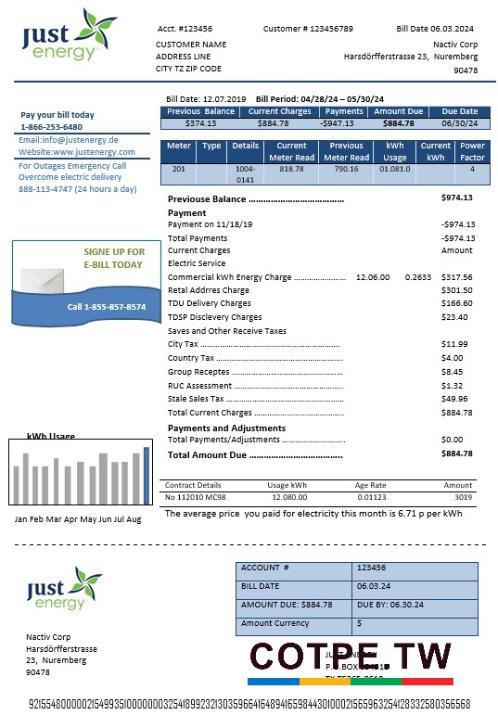 just
energy
Acct. #123456 Customer # 123456789 Bill Date 06.03.2024
CUSTOMER NAME
ADDRESS LINE
CITY TZ ZIP CODE
Nactiv Corp
Harsdörfferstrasse 23, Nuremberg
90478
Bill Date: 12.07.2019 Bill Period: 04/28/24 – 05/30/24
Previous Balance Current Charges Payments Amount Due Due Date
$374.13 $884.78 -$947.13 $884.78 06/30/24
Pay your bill today
1-866-253-6480
Email:info@justenergy.de
Website:www.justenergy.com
For Outages Emergency Call
Overcome electric delivery
888-113-4747 (24 hours a day)
Meter Type Details Current Meter Read Previous Meter Read kWh Usage Current kWh Power Factor
201 1004-0141 818.78 790.16 01.081.0 4
Previouse Balance ........................... $974.13
Payment
Payment on 11/18/19 -$974.13
Total Payments -$974.13
Current Charges Amount
Electric Service
Commercial kWh Energy Charge ..................... 12.06.00 0.2633 $317.56
Retal Addrres Charge $301.50
TDU Delivery Charges $166.60
TDSP Disclevery Charges $23.40
Saves and Other Receive Taxes
City Tax ..................... $11.99
Country Tax ..................... $4.00
Group Receptes ..................... $8.45
RUC Assessment ..................... $1.32
Stale Sales Tax ..................... $49.96
Total Current Charges ..................... $884.78
Payments and Adjustments
Total Payments/Adjustments ..................... $0.00
Total Amount Due ........................... $884.78
SIGNE UP FOR
E-BILL TODAY
Call 1-855-857-8574
kWh Usage
Jan Feb Mar Apr May Jun Jul Aug
Contract Details Usage kWh Age Rate Amount
No 112010 MC98 12.080.00 0.01123 3019
The average price you paid for electricity this month is 6.71 p per kWh
just
energy
ACCOUNT # 123456
BILL DATE 06.03.24
AMOUNT DUE: $884.78 DUE BY: 06.30.24
Amount Currency $
Nactiv Corp
Harsdörfferstrasse
23, Nuremberg
90478
COTPE.TW
P.O.BOX